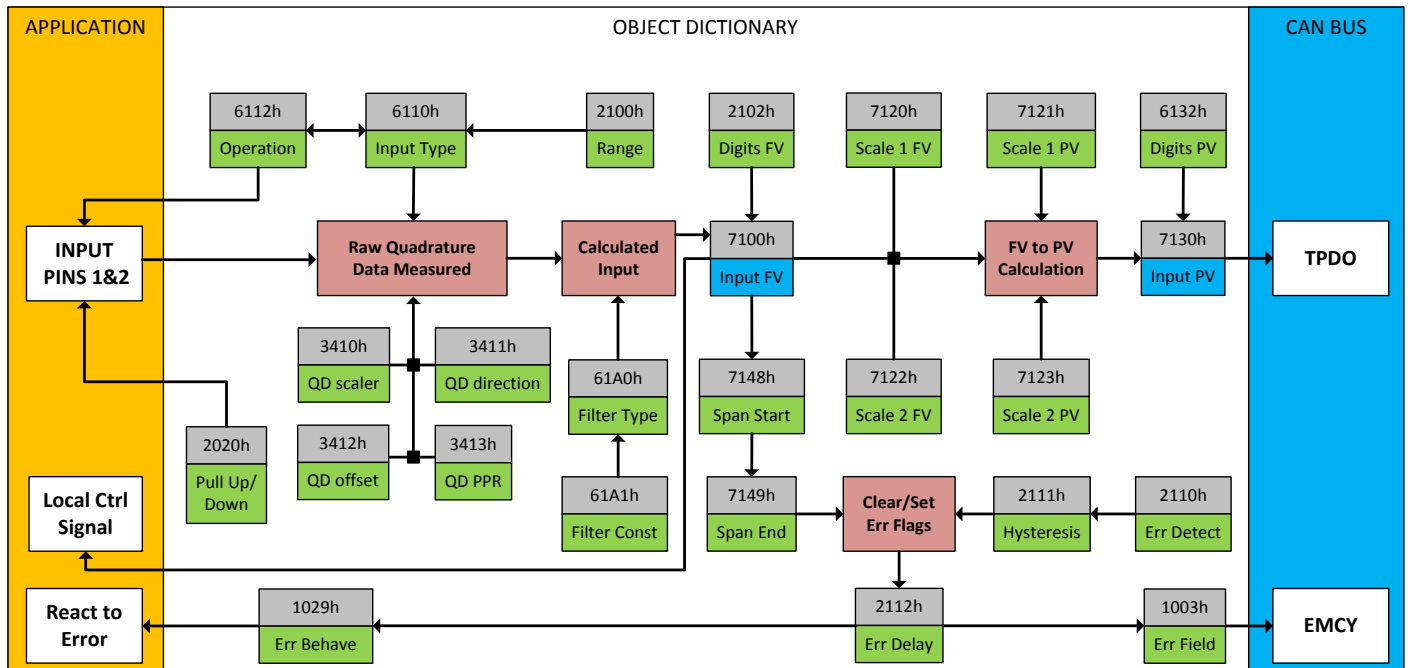 APPLICATION
OBJECT DICTIONARY
CAN BUS
6112h
Operation
6110h
Input Type
2100h
Range
2102h
Digits FV
7120h
Scale 1 FV
7121h
Scale 1 PV
6132h
Digits PV
INPUT
PINS 1&2
Raw Quadrature
Data Measured
Calculated
Input
7100h
Input FV
FV to PV
Calculation
7130h
Input PV
TPDO
3410h
QD scaler
3411h
QD direction
61A0h
Filter Type
7148h
Span Start
7122h
Scale 2 FV
7123h
Scale 2 PV
2020h
Pull Up/
Down
3412h
QD offset
3413h
QD PPR
61A1h
Filter Const
7149h
Span End
Clear/Set
Err Flags
2111h
Hysteresis
2110h
Err Detect
Local Ctrl
Signal
React to
Error
1029h
Err Behave
2112h
Err Delay
1003h
Err Field
EMCY